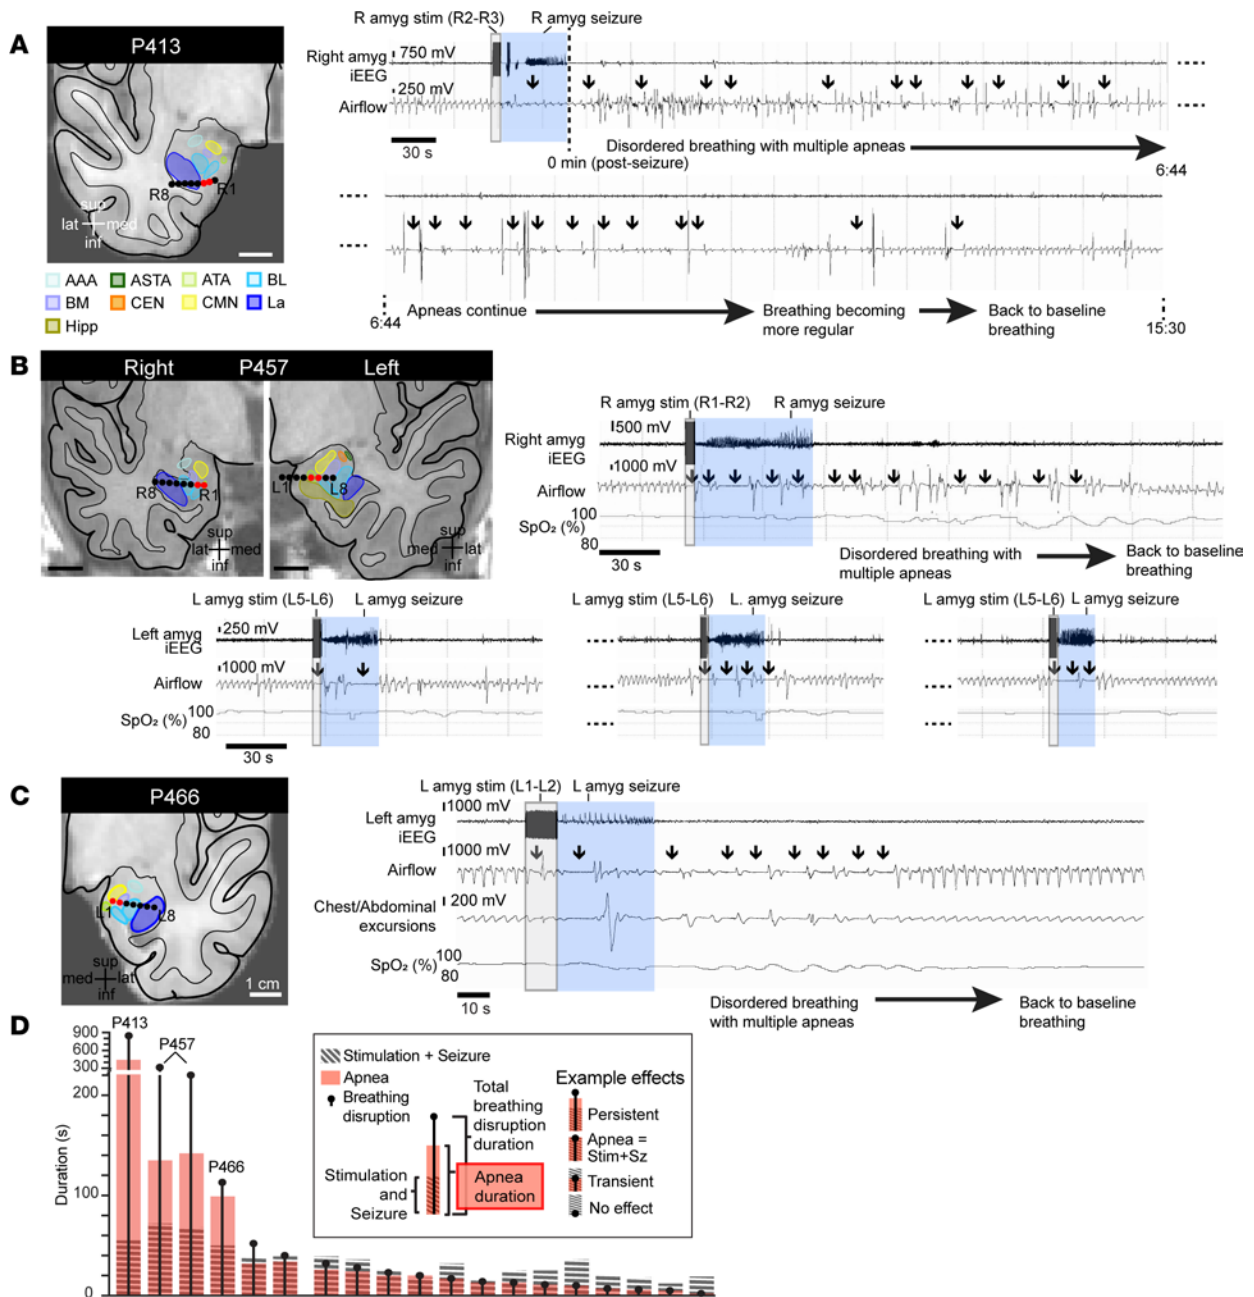 A
P413
R8
R1
sup
lat
med
inf
AAA ASTA ATA BL
BM CEN CMN La
Hipp
R amyg stim (R2-R3) R amyg seizure
Right amyg
iEEG
750 mV
250 mV
Airflow
30 s
0 min (post-seizure)
Disordered breathing with multiple apneas
6:44
6:44
Apneas continue
Breathing becoming
more regular
Back to baseline
breathing
15:30
B
Right P457 Left
R8
R1
sup
lat
med
inf
L1
L8
sup
med
lat
inf
R amyg stim (R1-R2) R amyg seizure
Right amyg
iEEG
500 mV
1000 mV
Airflow
SpO₂ (%)
100
80
30 s
Disordered breathing with
multiple apneas
Back to baseline
breathing
L amyg stim (L5-L6) L amyg seizure
Left amyg
iEEG
250 mV
1000 mV
Airflow
SpO₂ (%)
100
80
30 s
L amyg stim (L5-L6) L. amyg seizure
L amyg stim (L5-L6) L amyg seizure
C
P466
L1
L8
sup
med
lat
inf
1 cm
L amyg stim (L1-L2) L amyg seizure
Left amyg
iEEG
1000 mV
1000 mV
Airflow
200 mV
Chest/Abdominal
excursions
SpO₂ (%)
100
80
10 s
Disordered breathing
with multiple apneas
Back to baseline
breathing
D
Duration (s)
900
600
300
200
100
0
P413
P457
P466
Stimulation + Seizure
Apnea
Breathing
disruption
Total
breathing
disruption
duration
Stimulation
and
Seizure
Apnea
duration
Example effects
Persistent
Apnea =
Stim+Sz
Transient
No effect